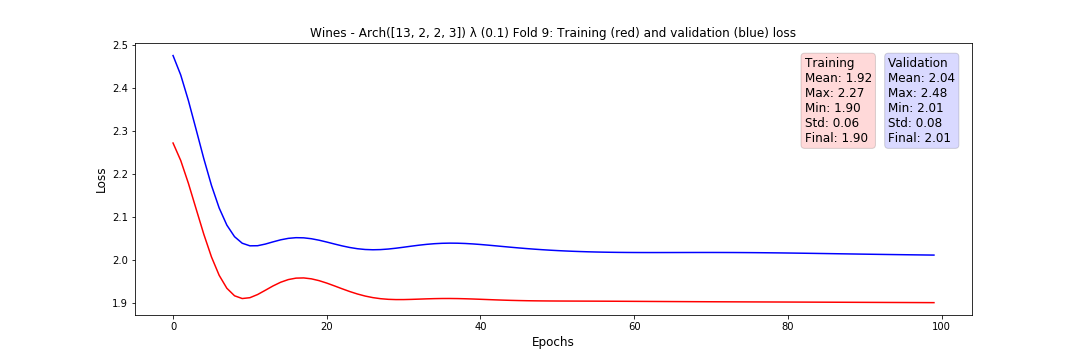 Wines - Arch([13, 2, 2, 3]) λ (0.1) Fold 9: Training (red) and validation (blue) loss
Training
Mean: 1.92
Max: 2.27
Min: 1.90
Std: 0.06
Final: 1.90
Validation
Mean: 2.04
Max: 2.48
Min: 2.01
Std: 0.08
Final: 2.01
Loss
2.5
2.4
2.3
2.2
2.1
2.0
1.9
0 20 40 60 80 100
Epochs